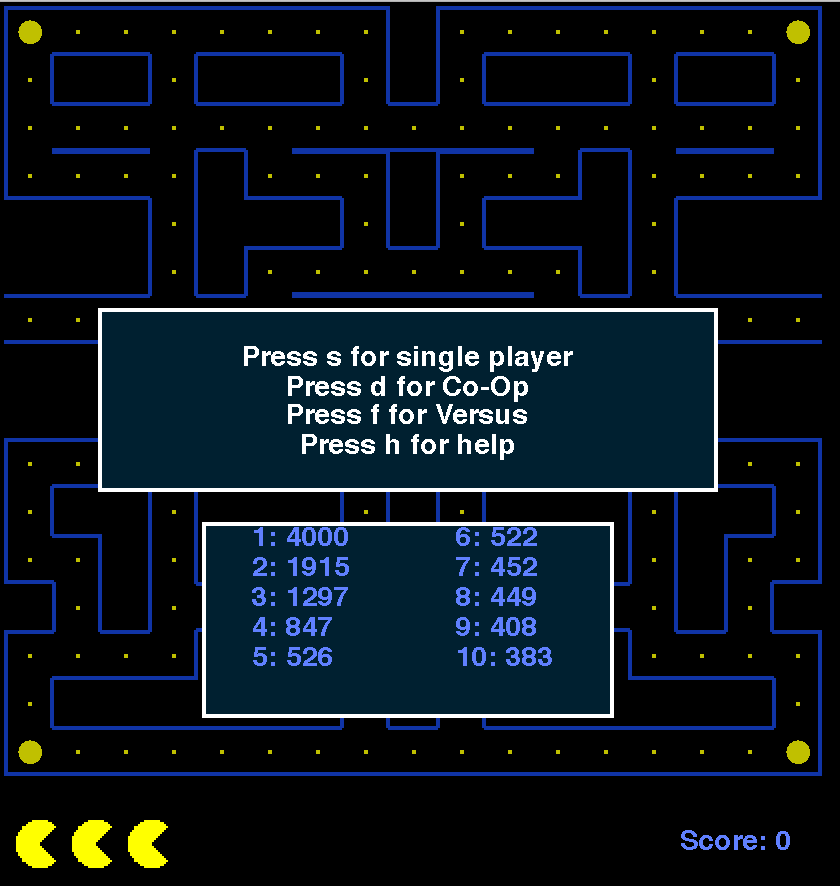 Press s for single player
Press d for Co-Op
Press f for Versus
Press h for help
1: 4000
2: 1915
3: 1297
4: 847
5: 526
6: 522
7: 452
8: 449
9: 408
10: 383
Score: 0